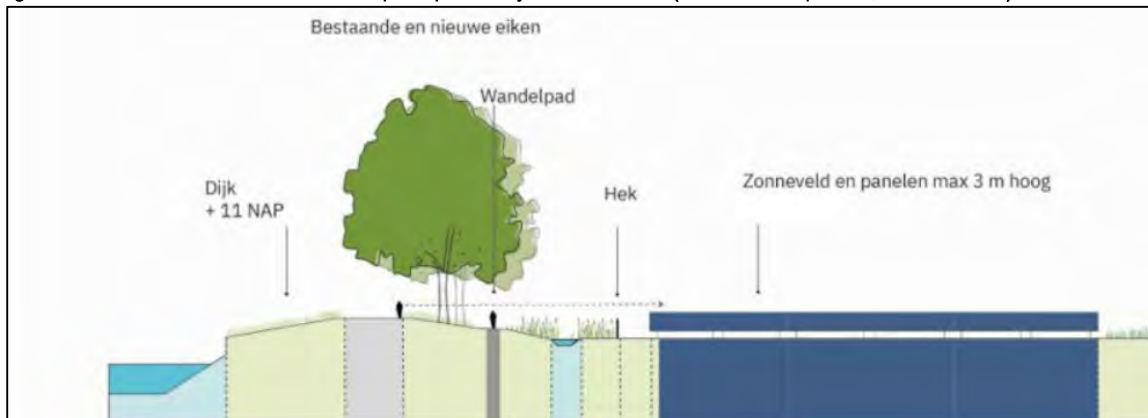 Bestaande en nieuwe eiken
Wandelpad
Dijk
+ 11 NAP
Hek
Zonneveld en panelen max 3 m hoog